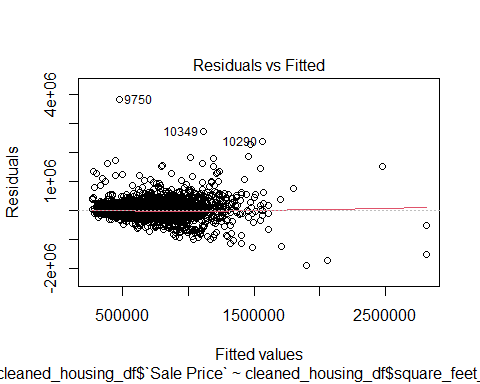 Residuals vs Fitted
4e+06
1e+06
-2e+06
Residuals
9750
10349
10290
500000
1500000
2500000
Fitted values
cleaned_housing_df$`Sale Price` ~ cleaned_housing_df$square_feet_